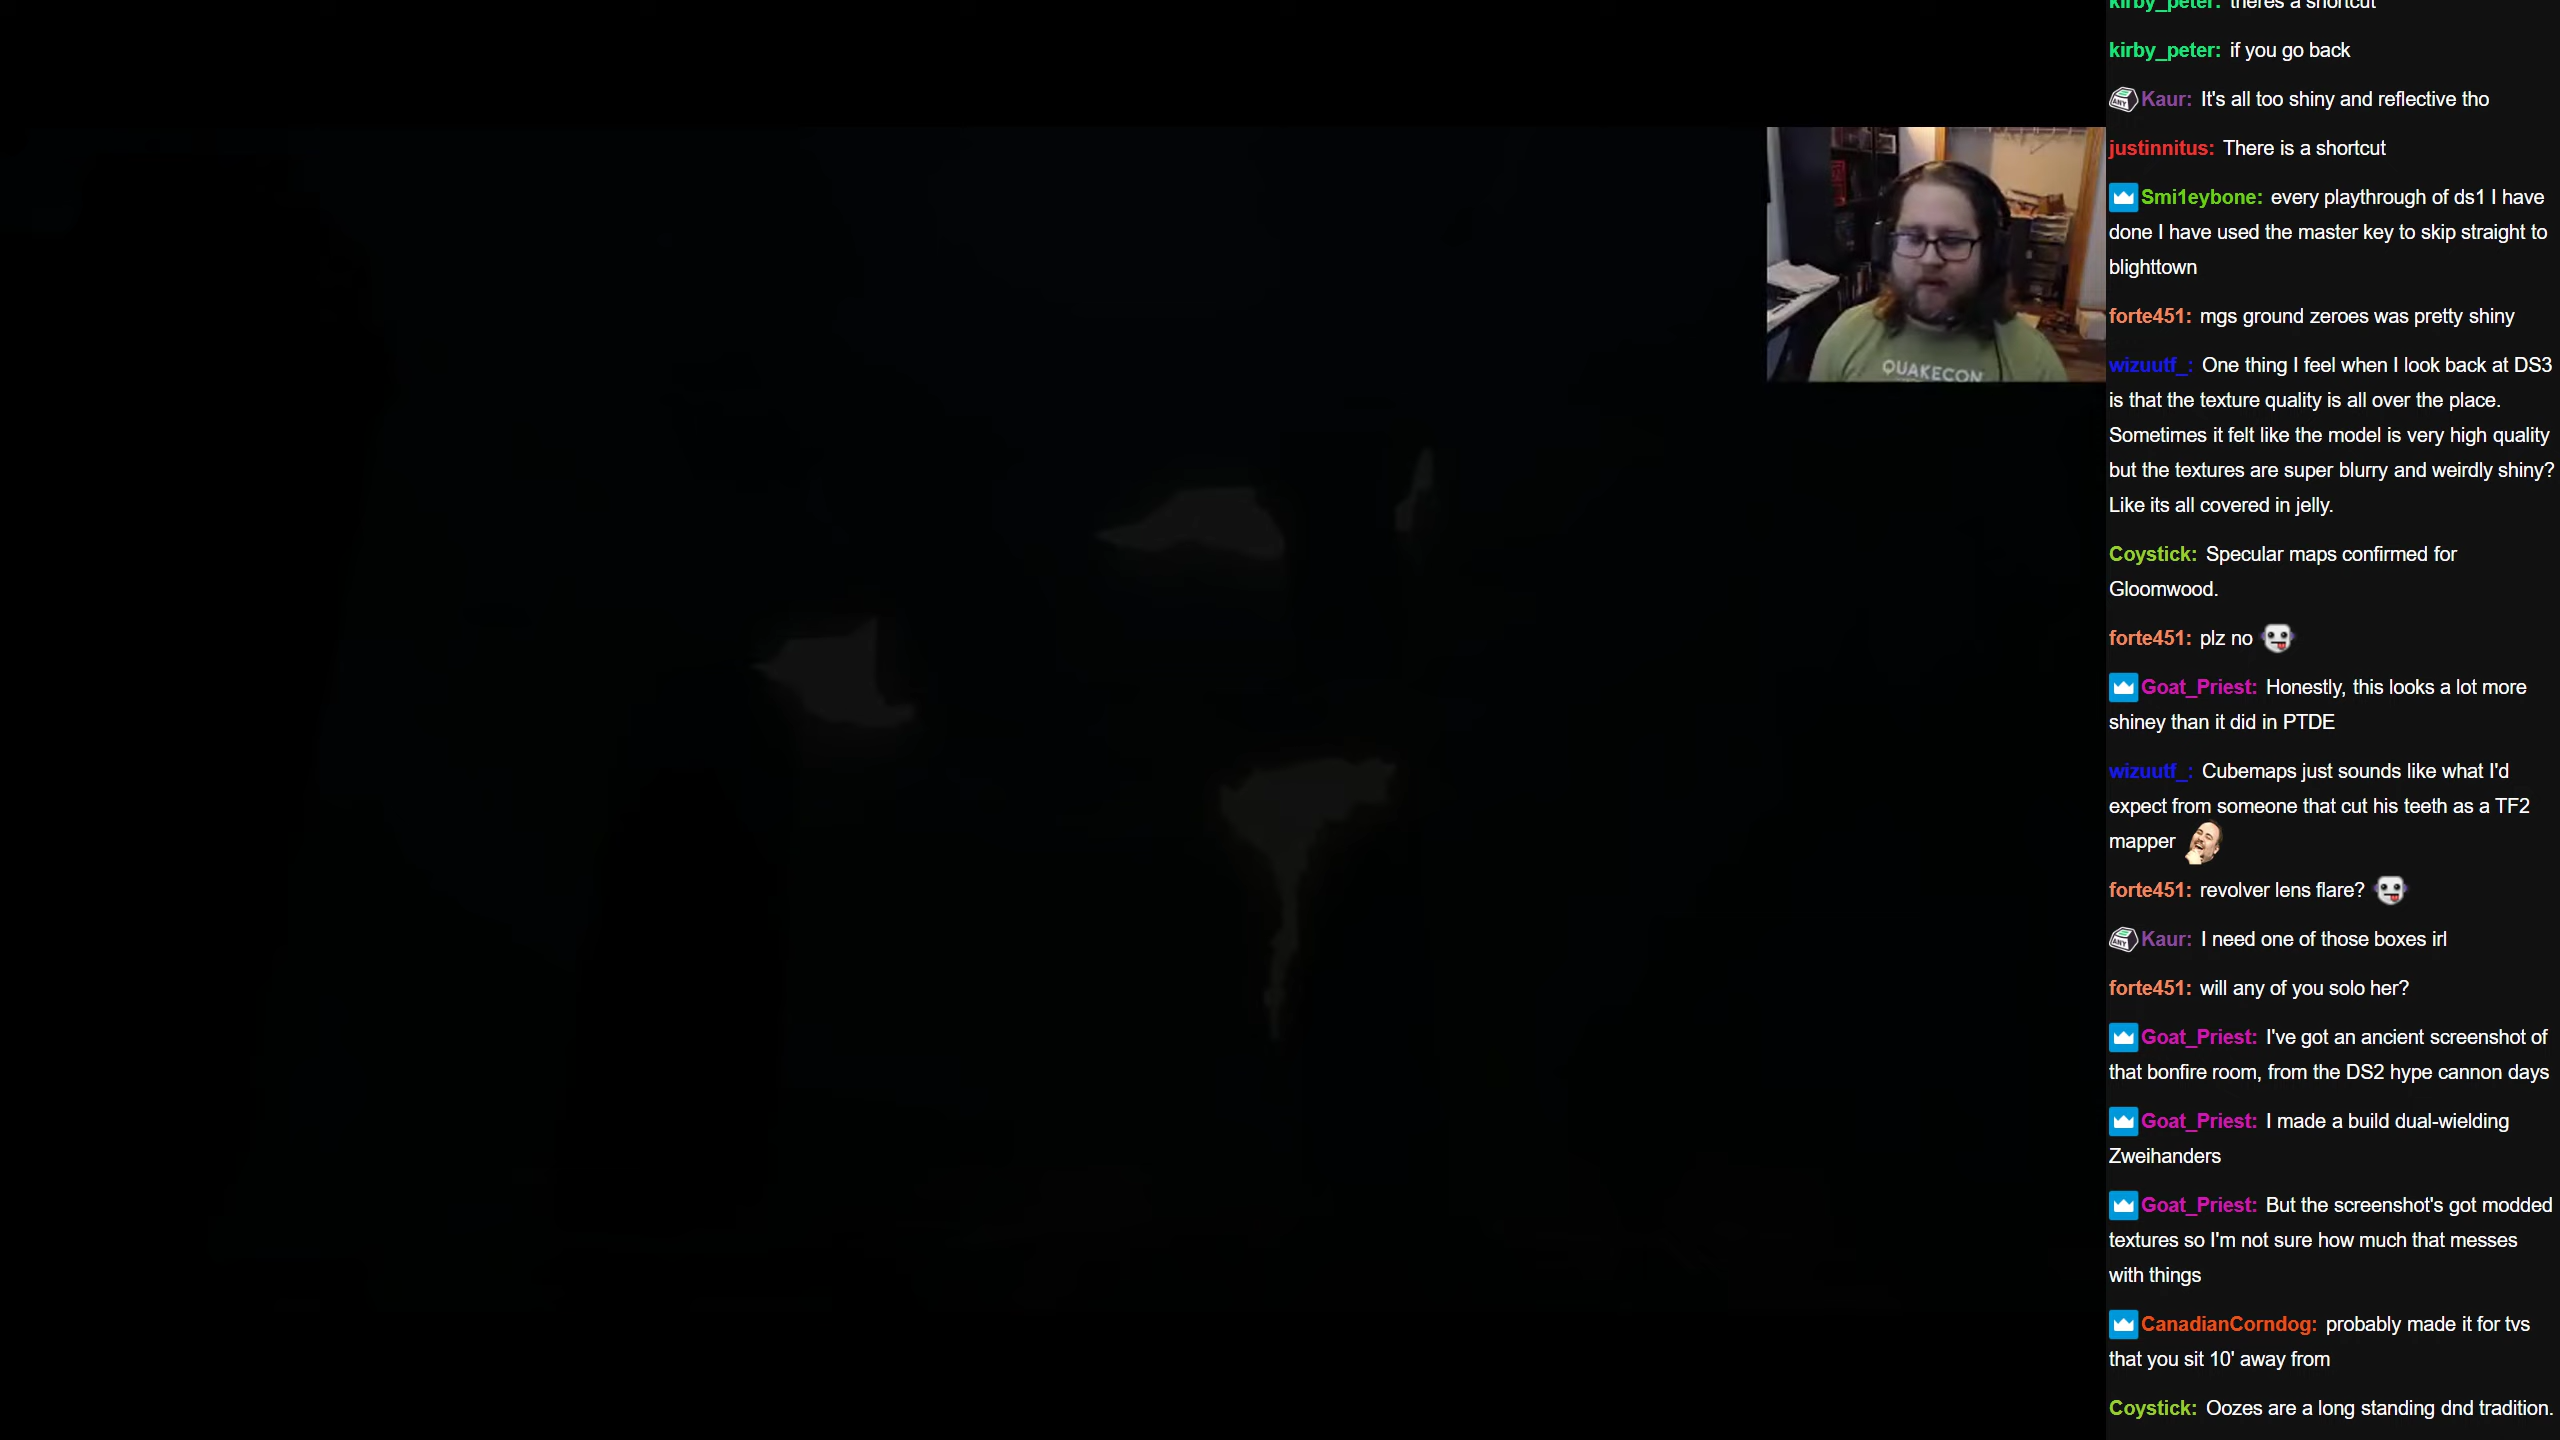 kirby_peter: theres a shortcut
kirby_peter: if you go back
Kaur: It's all too shiny and reflective tho
justinnitus: There is a shortcut
Smi1eybone: every playthrough of ds1 I have
done I have used the master key to skip straight to
blighttown
forte451: mgs ground zeroes was pretty shiny
wizuutf_: One thing I feel when I look back at DS3
is that the texture quality is all over the place.
Sometimes it felt like the model is very high quality
but the textures are super blurry and weirdly shiny?
Like its all covered in jelly.
Coystick: Specular maps confirmed for
Gloomwood.
forte451: plz no
Goat_Priest: Honestly, this looks a lot more
shiney than it did in PTDE
wizuutf_: Cubemaps just sounds like what I'd
expect from someone that cut his teeth as a TF2
mapper
forte451: revolver lens flare?
Kaur: I need one of those boxes irl
forte451: will any of you solo her?
Goat_Priest: I've got an ancient screenshot of
that bonfire room, from the DS2 hype cannon days
Goat_Priest: I made a build dual-wielding
Zweihanders
Goat_Priest: But the screenshot's got modded
textures so I'm not sure how much that messes
with things
CanadianCorndog: probably made it for tvs
that you sit 10' away from
Coystick: Oozes are a long standing dnd tradition.
QUAKECON